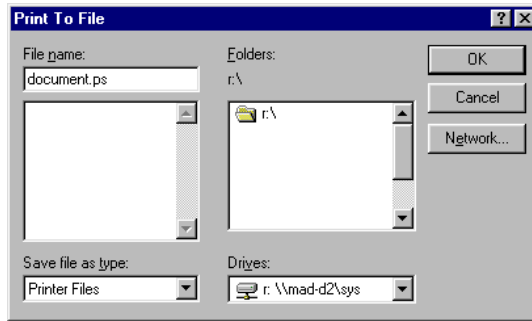 Print To File
File name:
document.ps
Folders:
r:\
r:\
OK
Cancel
Network...
Save file as type:
Printer Files
Drives:
r: \\mad-d2\sys